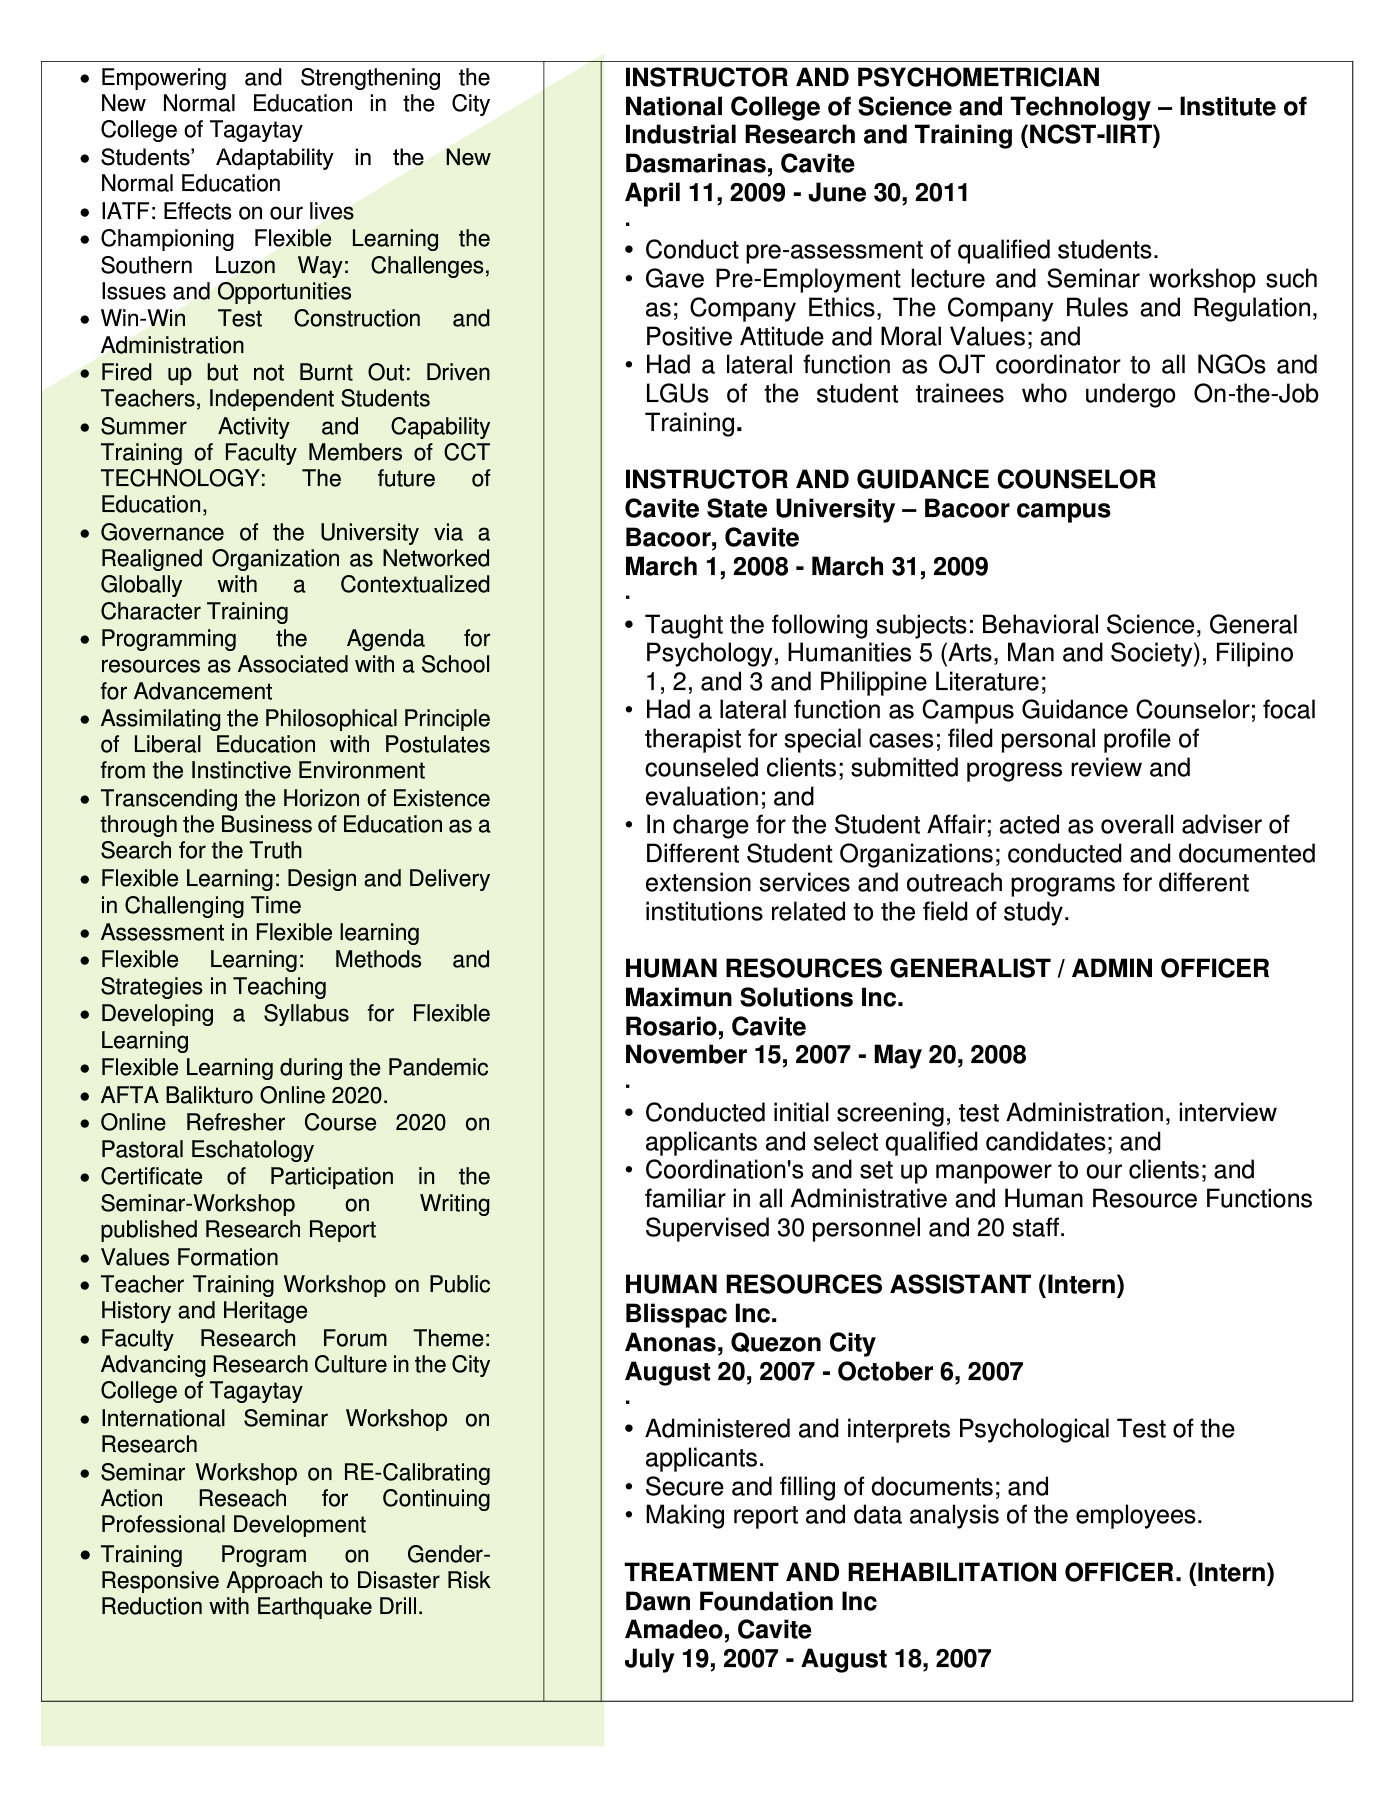 • Empowering and Strengthening the
New Normal Education in the City
College of Tagaytay
• Students’ Adaptability in the New
Normal Education
• IATF: Effects on our lives
• Championing Flexible Learning the
Southern Luzon Way: Challenges,
Issues and Opportunities
• Win-Win Test Construction and
Administration
• Fired up but not Burnt Out: Driven
Teachers, Independent Students
• Summer Activity and Capability
Training of Faculty Members of CCT
TECHNOLOGY: The future of
Education,
• Governance of the University via a
Realigned Organization as Networked
Globally with a Contextualized
Character Training
• Programming the Agenda for
resources as Associated with a School
for Advancement
• Assimilating the Philosophical Principle
of Liberal Education with Postulates
from the Instinctive Environment
• Transcending the Horizon of Existence
through the Business of Education as a
Search for the Truth
• Flexible Learning: Design and Delivery
in Challenging Time
• Assessment in Flexible learning
• Flexible Learning: Methods and
Strategies in Teaching
• Developing a Syllabus for Flexible
Learning
• Flexible Learning during the Pandemic
• AFTA Balikturo Online 2020.
• Online Refresher Course 2020 on
Pastoral Eschatology
• Certificate of Participation in the
Seminar-Workshop on Writing
published Research Report
• Values Formation
• Teacher Training Workshop on Public
History and Heritage
• Faculty Research Forum Theme:
Advancing Research Culture in the City
College of Tagaytay
• International Seminar Workshop on
Research
• Seminar Workshop on RE-Calibrating
Action Reseach for Continuing
Professional Development
• Training Program on Gender-
Responsive Approach to Disaster Risk
Reduction with Earthquake Drill.
INSTRUCTOR AND PSYCHOMETRICIAN
National College of Science and Technology – Institute of
Industrial Research and Training (NCST-IIRT)
Dasmarinas, Cavite
April 11, 2009 - June 30, 2011
.
• Conduct pre-assessment of qualified students.
• Gave Pre-Employment lecture and Seminar workshop such
as; Company Ethics, The Company Rules and Regulation,
Positive Attitude and Moral Values; and
• Had a lateral function as OJT coordinator to all NGOs and
LGUs of the student trainees who undergo On-the-Job
Training.
INSTRUCTOR AND GUIDANCE COUNSELOR
Cavite State University – Bacoor campus
Bacoor, Cavite
March 1, 2008 - March 31, 2009
.
• Taught the following subjects: Behavioral Science, General
Psychology, Humanities 5 (Arts, Man and Society), Filipino
1, 2, and 3 and Philippine Literature;
• Had a lateral function as Campus Guidance Counselor; focal
therapist for special cases; filed personal profile of
counseled clients; submitted progress review and
evaluation; and
• In charge for the Student Affair; acted as overall adviser of
Different Student Organizations; conducted and documented
extension services and outreach programs for different
institutions related to the field of study.
HUMAN RESOURCES GENERALIST / ADMIN OFFICER
Maximun Solutions Inc.
Rosario, Cavite
November 15, 2007 - May 20, 2008
.
• Conducted initial screening, test Administration, interview
applicants and select qualified candidates; and
• Coordination's and set up manpower to our clients; and
familiar in all Administrative and Human Resource Functions
Supervised 30 personnel and 20 staff.
HUMAN RESOURCES ASSISTANT (Intern)
Blisspac Inc.
Anonas, Quezon City
August 20, 2007 - October 6, 2007
.
• Administered and interprets Psychological Test of the
applicants.
• Secure and filling of documents; and
• Making report and data analysis of the employees.
TREATMENT AND REHABILITATION OFFICER. (Intern)
Dawn Foundation Inc
Amadeo, Cavite
July 19, 2007 - August 18, 2007